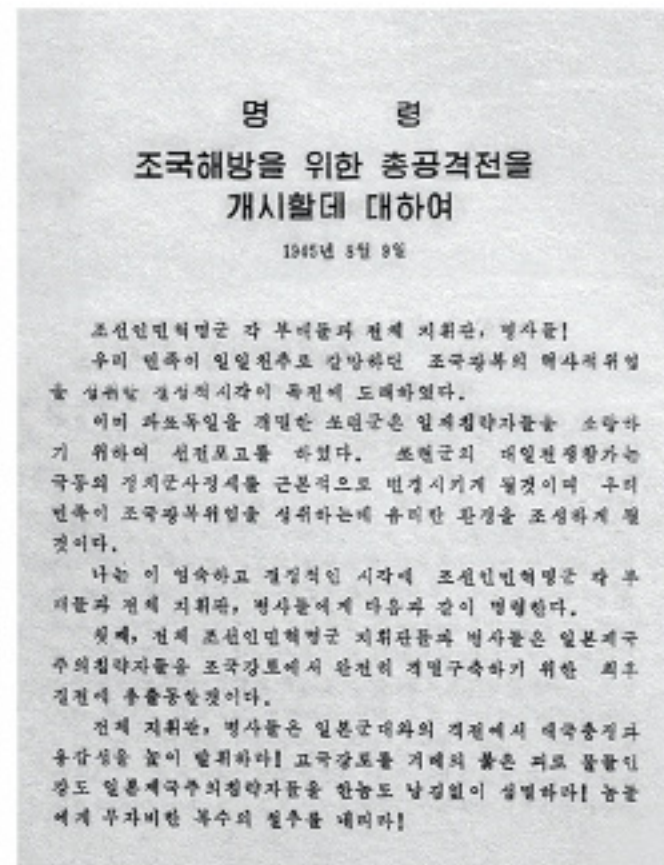 명 령
조국해방을 위한 총공격전을
개시할데 대하여
1945년 8월 9일
조선인민혁명군 각 부대들과 전체 지휘관, 병사들!
우리 민족이 일일천추로 갈망하던 조국광복의 력사적위업
을 성취할 결정적시각이 목전에 도래하였다.
이미 파쑈독일을 격멸한 쏘련군은 일제침략자들을 소탕하
기 위하여 선전포고를 하였다. 쏘련군의 대일전쟁참가는
극동의 정치군사정세를 근본적으로 변경시키게 될것이며 우리
민족이 조국광복위업을 성취하는데 유리한 환경을 조성하게 될
것이다.
나는 이 엄숙하고 결정적인 시각에 조선인민혁명군 각 부
대들과 전체 지휘관, 병사들에게 다음과 같이 명령한다.
첫째, 전체 조선인민혁명군 지휘관들과 병사들은 일본제국
주의침략자들을 조국강토에서 완전히 격멸구축하기 위한 최후
결전에 총출동할것이다.
전체 지휘관, 병사들은 일본군대와의 격전에서 애국충정과
용감성을 높이 발휘하라! 고국강토를 겨레의 붉은 피로 물들인
강도 일본제국주의침략자들을 한놈도 남김없이 섬멸하라! 놈들
에게 무자비한 복수의 철추를 내리라!